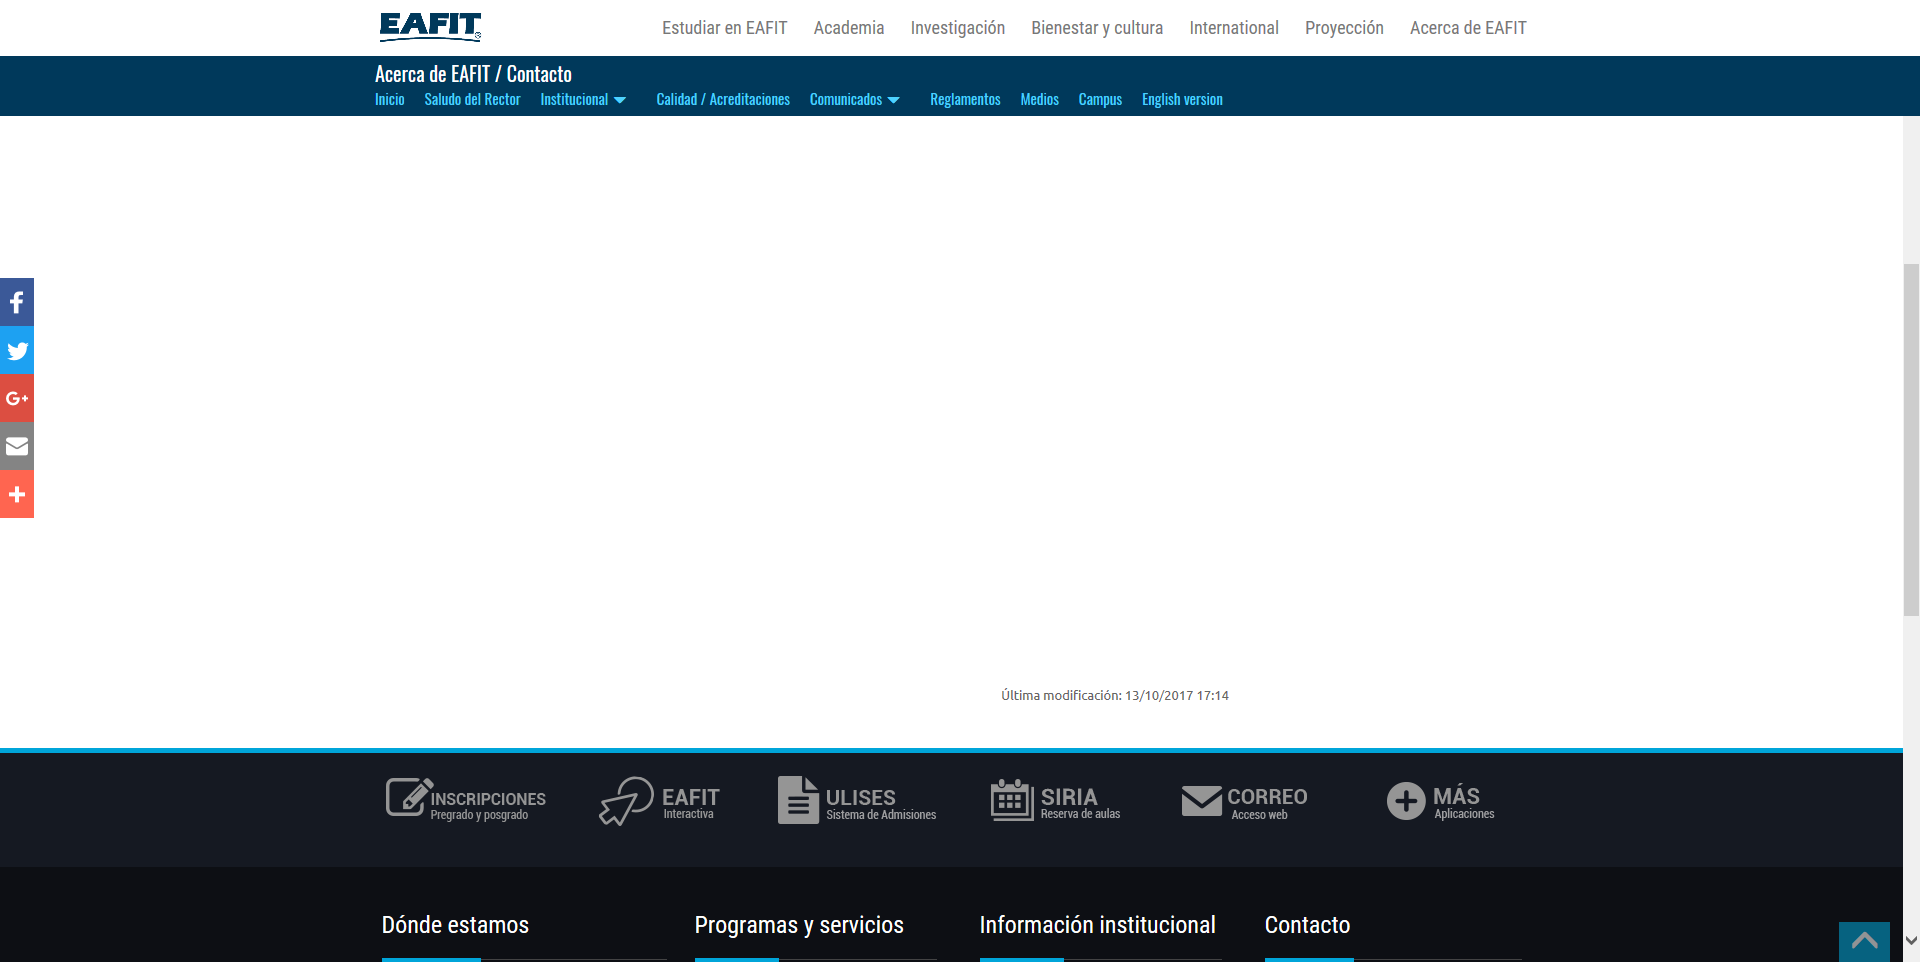 EAFIT
Estudiar en EAFIT Academia Investigación Bienestar y cultura International Proyección Acerca de EAFIT
Acerca de EAFIT / Contacto
Inicio Saludo del Rector Institucional Calidad / Acreditaciones Comunicados Reglamentos Medios Campus English version
Última modificación: 13/10/2017 17:14
INSCRIPCIONES
Pregrado y posgrado
EAFIT
Interactiva
ULISES
Sistema de Admisiones
SIRIA
Reserva de aulas
CORREO
Acceso web
MÁS
Aplicaciones
Dónde estamos Programas y servicios Información institucional Contacto